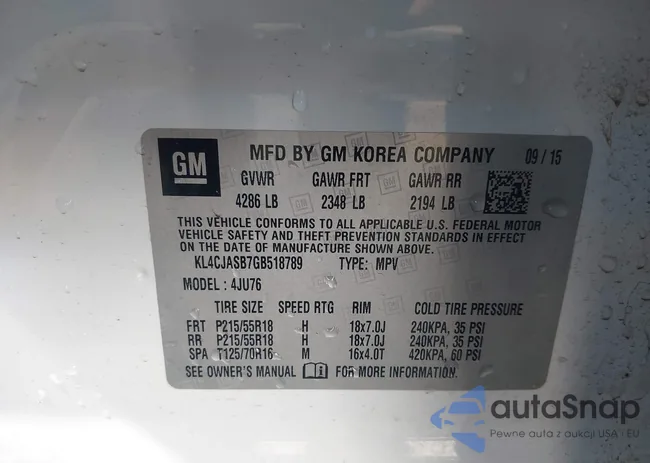 GM MFD BY GM KOREA COMPANY 09/15
GVWR GAWR FRT GAWR RR
4286 LB 2348 LB 2194 LB
THIS VEHICLE CONFORMS TO ALL APPLICABLE U.S. FEDERAL MOTOR
VEHICLE SAFETY AND THEFT PREVENTION STANDARDS IN EFFECT
ON THE DATE OF MANUFACTURE SHOWN ABOVE.
KL4CJASB7GB518789 TYPE: MPV
MODEL: 4JU76
TIRE SIZE SPEED RTG RIM COLD TIRE PRESSURE
FRT P215/55R18 H 18x7.0J 240KPA, 35 PSI
RR P215/55R18 H 18x7.0J 240KPA, 35 PSI
SPA T125/70R16 M 16x4.0T 420KPA, 60 PSI
SEE OWNER'S MANUAL FOR MORE INFORMATION
autaSnap
Pewne auta z aukcji USA i EU